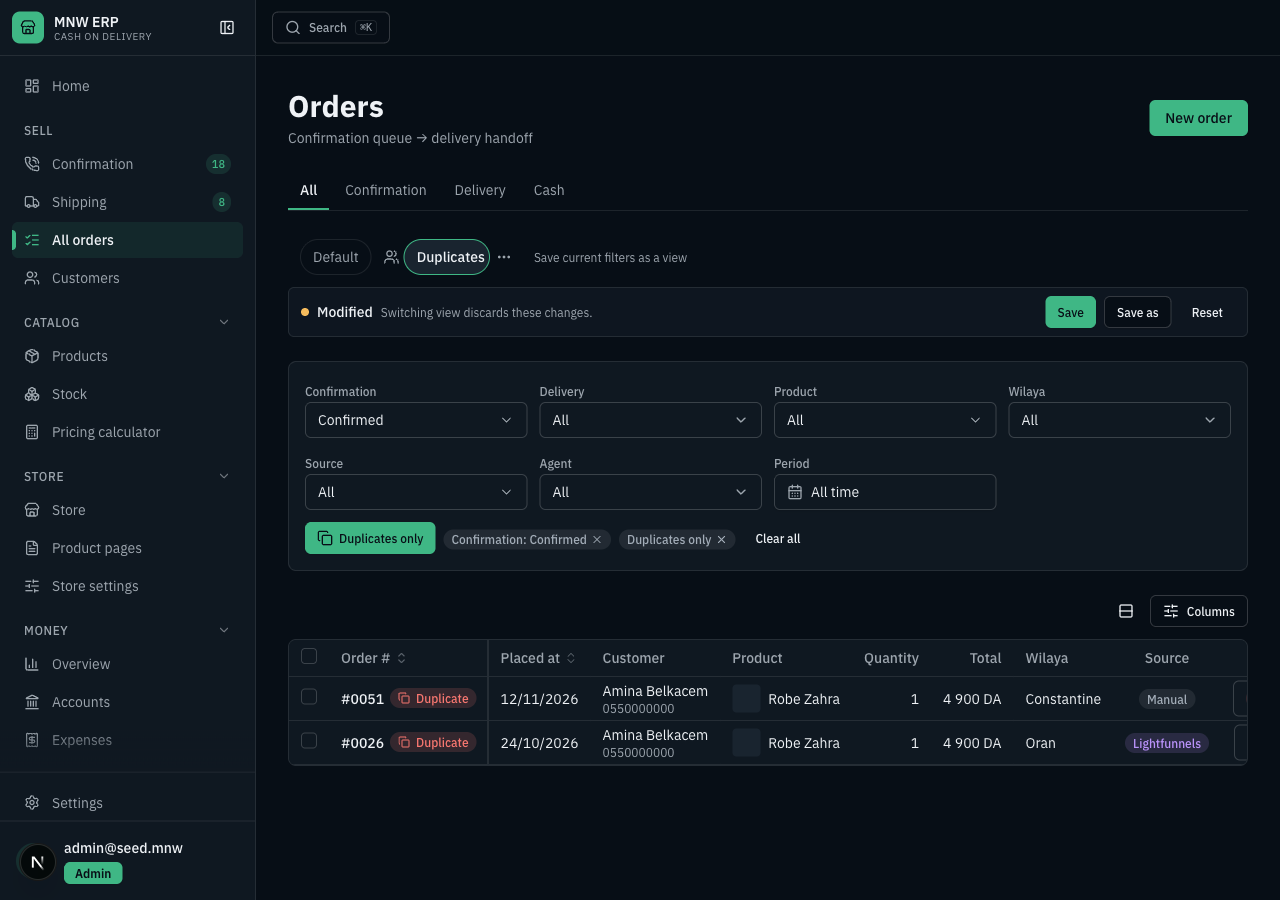 MNW ERP
CASH ON DELIVERY
Search ⌘K
Home
SELL
Confirmation 18
Shipping 8
All orders
Customers
CATALOG
Products
Stock
Pricing calculator
STORE
Store
Product pages
Store settings
MONEY
Overview
Accounts
Expenses
Settings
N admin@seed.mnw
Admin
Orders
Confirmation queue → delivery handoff
New order
All Confirmation Delivery Cash
Default Duplicates ··· Save current filters as a view
Modified Switching view discards these changes. Save Save as Reset
Confirmation Delivery Product Wilaya
Confirmed All All All
Source Agent Period
All All All time
Duplicates only Confirmation: Confirmed × Duplicates only × Clear all
Columns
Order # Placed at Customer Product Quantity Total Wilaya Source
#0051 Duplicate 12/11/2026 Amina Belkacem Robe Zahra 1 4 900 DA Constantine Manual
0550000000
#0026 Duplicate 24/10/2026 Amina Belkacem Robe Zahra 1 4 900 DA Oran Lightfunnels
0550000000